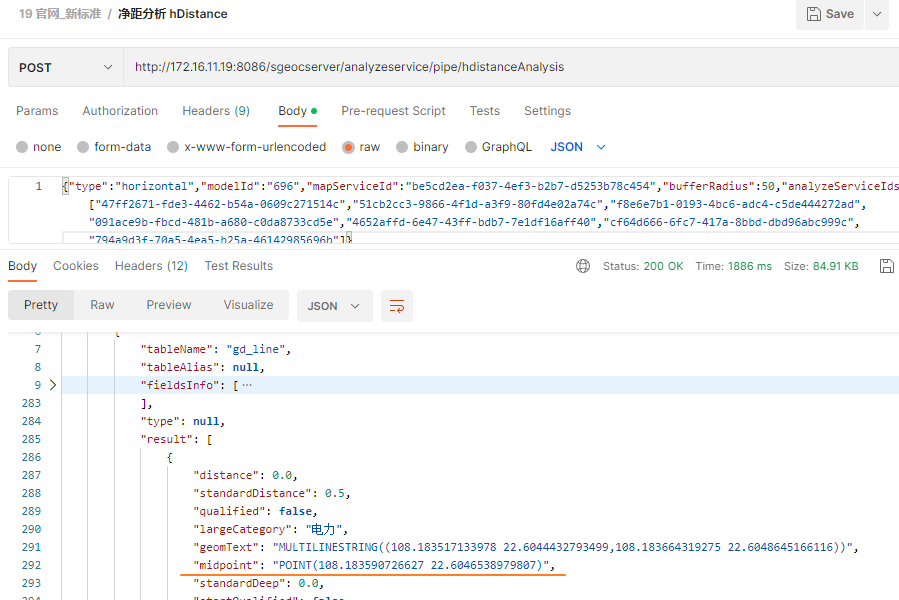 19 官网_新标准 / 净距分析 hDistance
Save
POST
http://172.16.11.19:8086/sgeocserver/analyzeservice/pipe/hdistanceAnalysis
Params Authorization Headers (9) Body Pre-request Script Tests Settings
none form-data x-www-form-urlencoded raw binary GraphQL JSON
1 {"type":"horizontal","modelId":"696","mapServiceId":"be5cd2ea-f037-4ef3-b2b7-d5253b78c454","bufferRadius":50,"analyzeServiceIds
["47ff2671-fde3-4462-b54a-0609c271514c","51cb2cc3-9866-4f1d-a3f9-80fd4e02a74c","f8e6e7b1-0193-4bc6-adc4-c5de444272ad",
"091ace9b-fbcd-481b-a680-c0da8733cd5e","4652affd-6e47-43ff-bdb7-7e1df16aff40","cf64d666-6fc7-417a-8bbd-dbd96abc999c",
"794a9d3f-70a5-4ea5-b25a-46142985696b"]}
Body Cookies Headers (12) Test Results
Status: 200 OK Time: 1886 ms Size: 84.91 KB
Pretty Raw Preview Visualize JSON
6 {
7 "tableName": "gd_line",
8 "tableAlias": null,
9 "fieldsInfo": [ ⋯
283 ],
284 "type": null,
285 "result": [
286 {
287 "distance": 0.0,
288 "standardDistance": 0.5,
289 "qualified": false,
290 "largeCategory": "电力",
291 "geomText": "MULTILINESTRING((108.183517133978 22.6044432793499,108.183664319275 22.6048645166116))",
292 "midpoint": "POINT(108.183590726627 22.6046538979807)",
293 "standardDeep": 0.0,
294